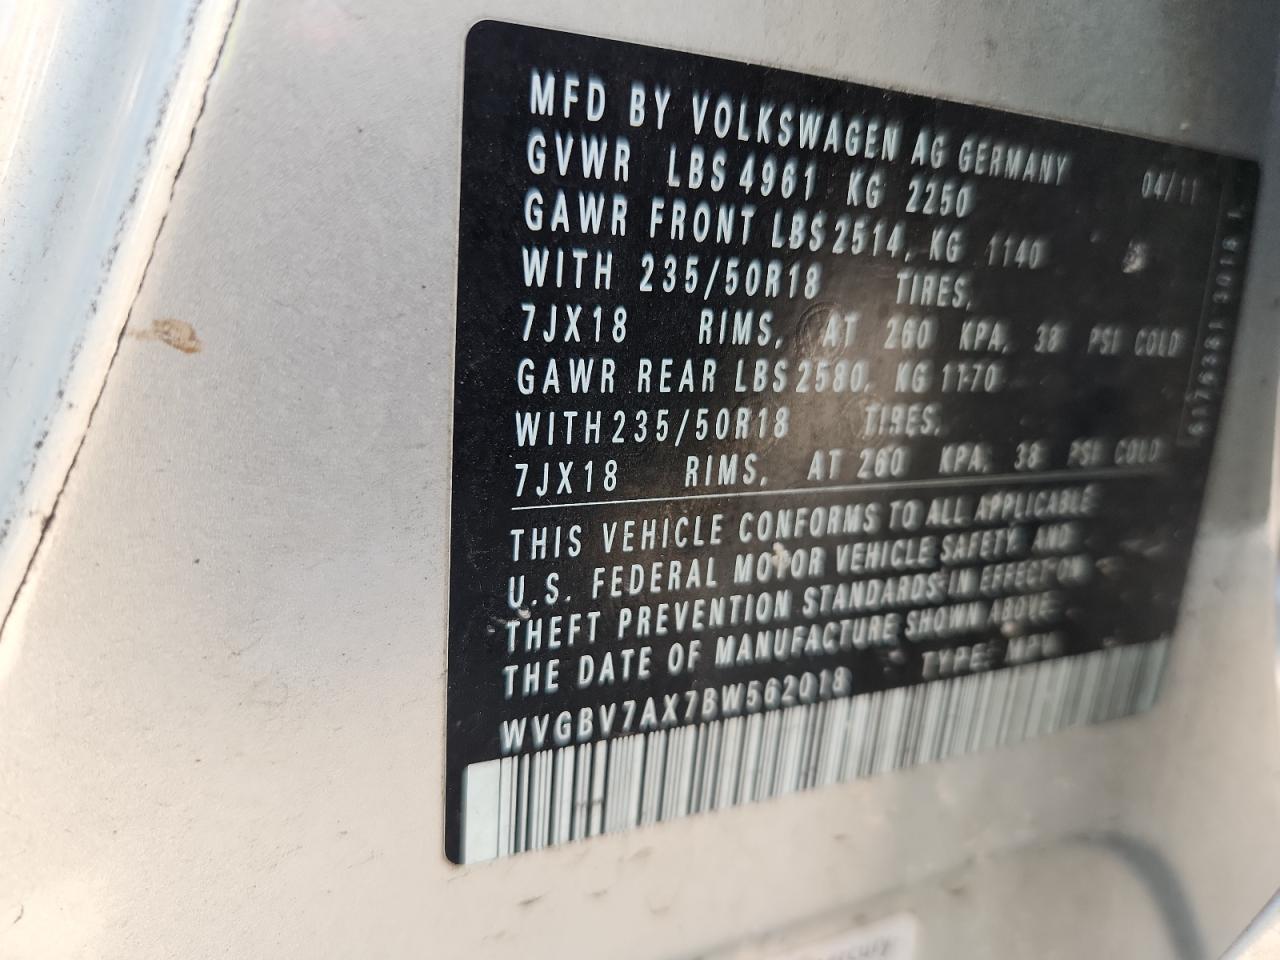 MFD BY VOLKSWAGEN AG GERMANY 04/11
GVWR LBS 4961 KG 2250
GAWR FRONT LBS 2514, KG 1140
WITH 235/50R18 TIRES,
7JX18 RIMS, AT 260 KPA, 38 PSI COLD
GAWR REAR LBS 2580, KG 1170
WITH 235/50R18 TIRES,
7JX18 RIMS, AT 260 KPA, 38 PSI COLD
THIS VEHICLE CONFORMS TO ALL APPLICABLE
U.S. FEDERAL MOTOR VEHICLE SAFETY AND
THEFT PREVENTION STANDARDS IN EFFECT ON
THE DATE OF MANUFACTURE SHOWN ABOVE
WVGBV7AX7BW562018 TYPE: MPV